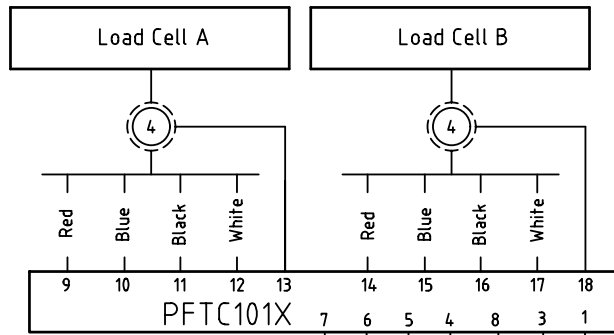 Load Cell A Load Cell B
4 4
Red Blue Black White Red Blue Black White
9 10 11 12 13 14 15 16 17 18
PFTC101X 7 6 5 4 8 3 1